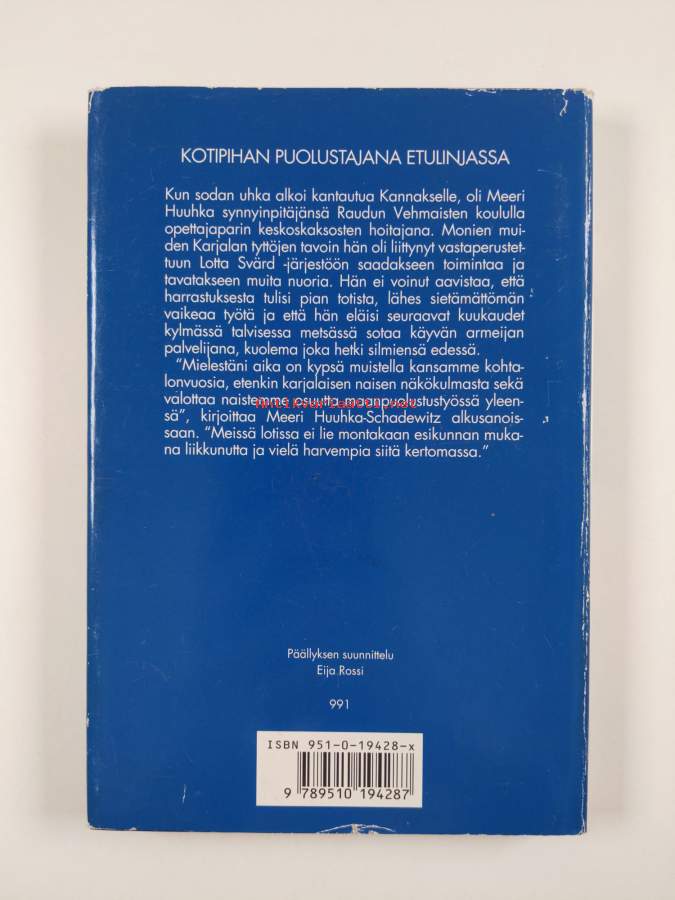 KOTIPIHAN PUOLUSTAJANA ETULINJASSA
Kun sodan uhka alkoi kantautua Kannakselle, oli Meeri
Huuhka synnyinpitäjänsä Raudun Vehmaisten koululla
opettajaparin keskoskaksosten hoitajana. Monien mui-
den Karjalan tyttöjen tavoin hän oli liittynyt vastaperustet-
tuun Lotta Svärd -järjestöön saadakseen toimintaa ja
tavatakseen muita nuoria. Hän ei voinut aavistaa, että
harrastuksesta tulisi pian totista, lähes sietämättömän
vaikeaa työtä ja että hän eläisi seuraavat kuukaudet
kylmässä talvisessa metsässä sotaa käyvän armeijan
palvelijana, kuolema joka hetki silmiensä edessä.
"Mielestäni aika on kypsä muistella kansamme kohta-
lonvuosia, etenkin karjalaisen naisen näkökulmasta sekä
valottaa naistemme osuutta maanpuolustustyössä yleen-
sä", kirjoittaa Meeri Huuhka-Schadewitz alkusanois-
saan. "Meissä lotissa ei lie montakaan esikunnan muka-
na liikkunutta ja vielä harvempia siitä kertomassa."
Antikvariaatti.net
Päällyksen suunnittelu
Eija Rossi
991
ISBN 951-0-19428-x
9 789510 194287